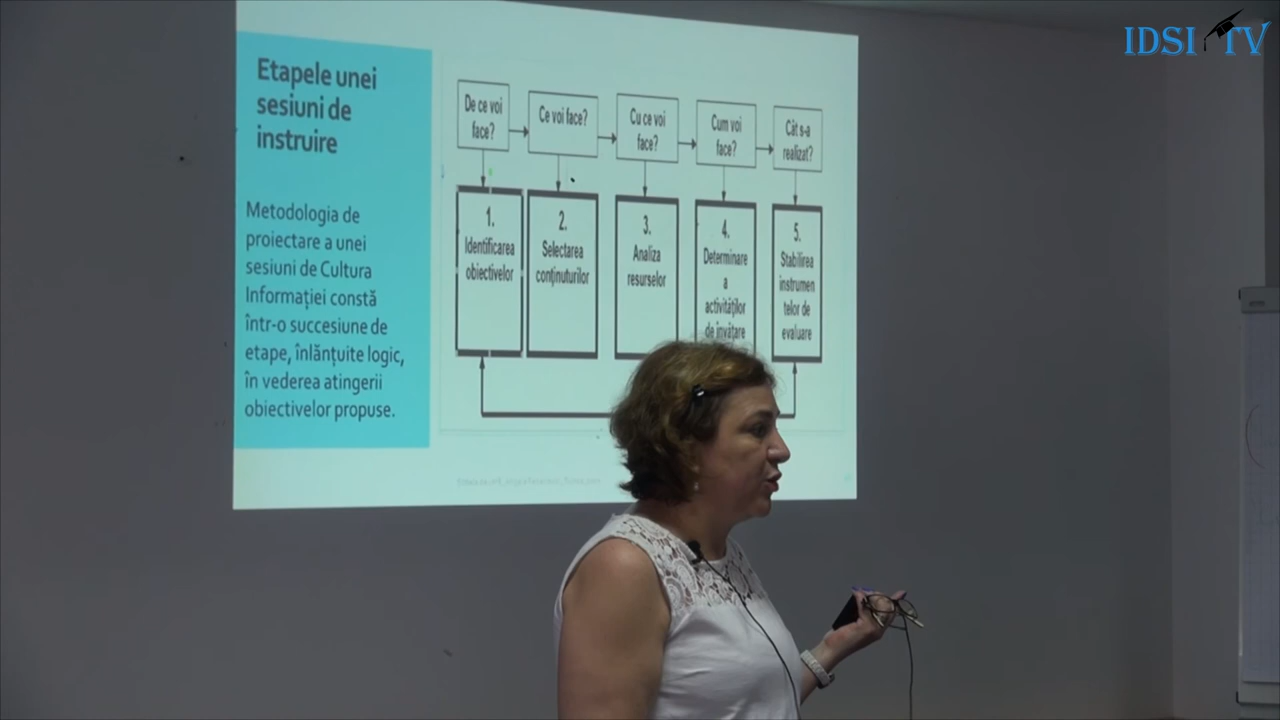 IDSI TV
Etapele unei
sesiuni de
instruire
Metodologia de
proiectare a unei
sesiuni de Cultura
Informației constă
într-o succesiune de
etape, înlănțuite logic,
în vederea atingerii
obiectivelor propuse.
De ce voi
face?
Ce voi face?
Cu ce voi
face?
Cum voi
face?
Cât s-a
realizat?
1.
Identificarea
obiectivelor
2.
Selectarea
conținuturilor
3.
Analiza
resurselor
4.
Determinare
a
activităților
de învățare
5.
Stabilirea
instrumen
telor de
evaluare